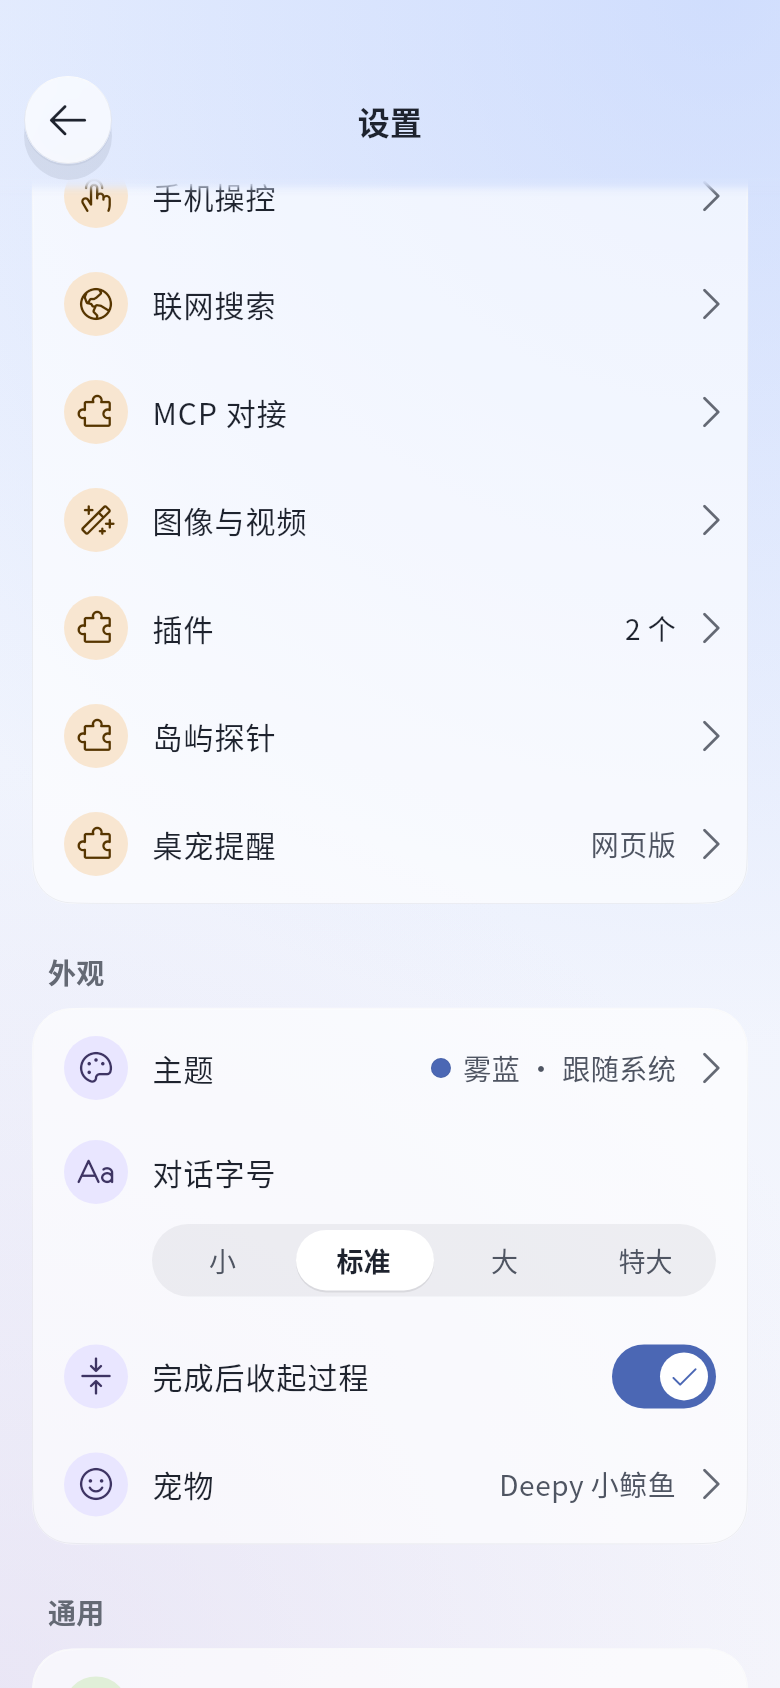 设置
手机操控
联网搜索
MCP 对接
图像与视频
插件 2 个
岛屿探针
桌宠提醒 网页版
外观
主题 雾蓝 · 跟随系统
Aa 对话字号
小 标准 大 特大
完成后收起过程
宠物 Deepy 小鲸鱼
通用